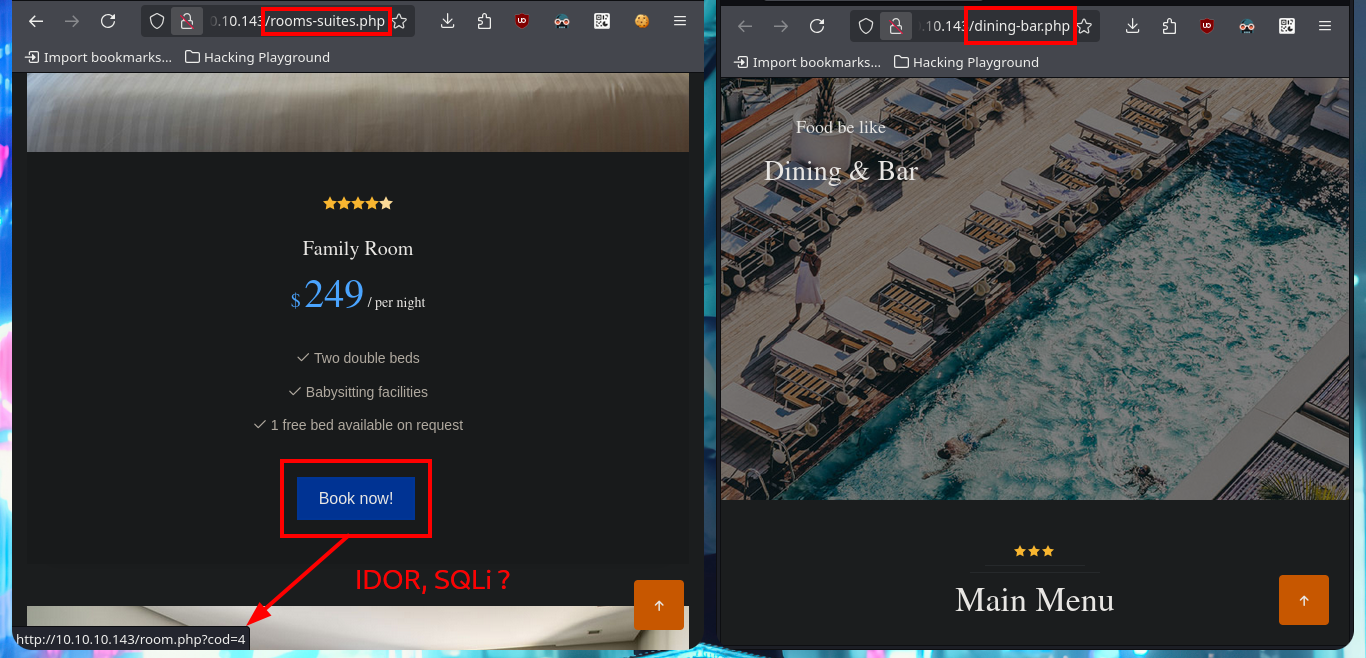 0.10.143/rooms-suites.php
Import bookmarks... Hacking Playground
Family Room
$249 / per night
Two double beds
Babysitting facilities
1 free bed available on request
Book now!
IDOR, SQLi ?
http://10.10.10.143/room.php?cod=4
.10.143/dining-bar.php
Import bookmarks... Hacking Playground
Food be like
Dining & Bar
Main Menu